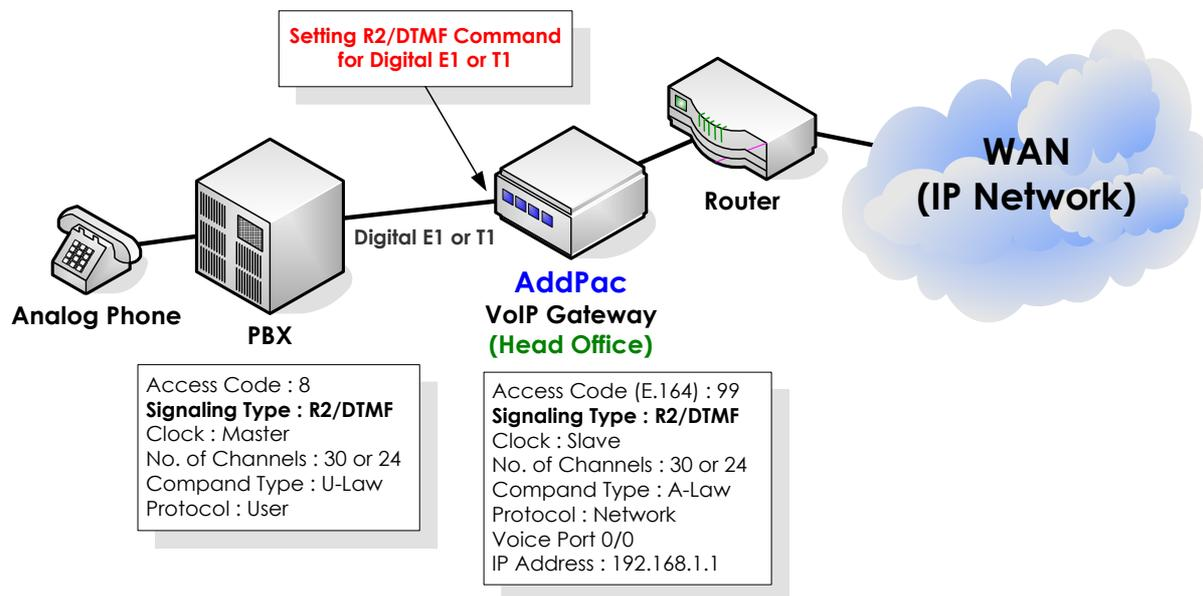 Setting R2/DTMF Command
for Digital E1 or T1
WAN
(IP Network)
Router
Digital E1 or T1
AddPac
VoIP Gateway
(Head Office)
Analog Phone
PBX
Access Code : 8
Signaling Type : R2/DTMF
Clock : Master
No. of Channels : 30 or 24
Compand Type : U-Law
Protocol : User
Access Code (E.164) : 99
Signaling Type : R2/DTMF
Clock : Slave
No. of Channels : 30 or 24
Compand Type : A-Law
Protocol : Network
Voice Port 0/0
IP Address : 192.168.1.1